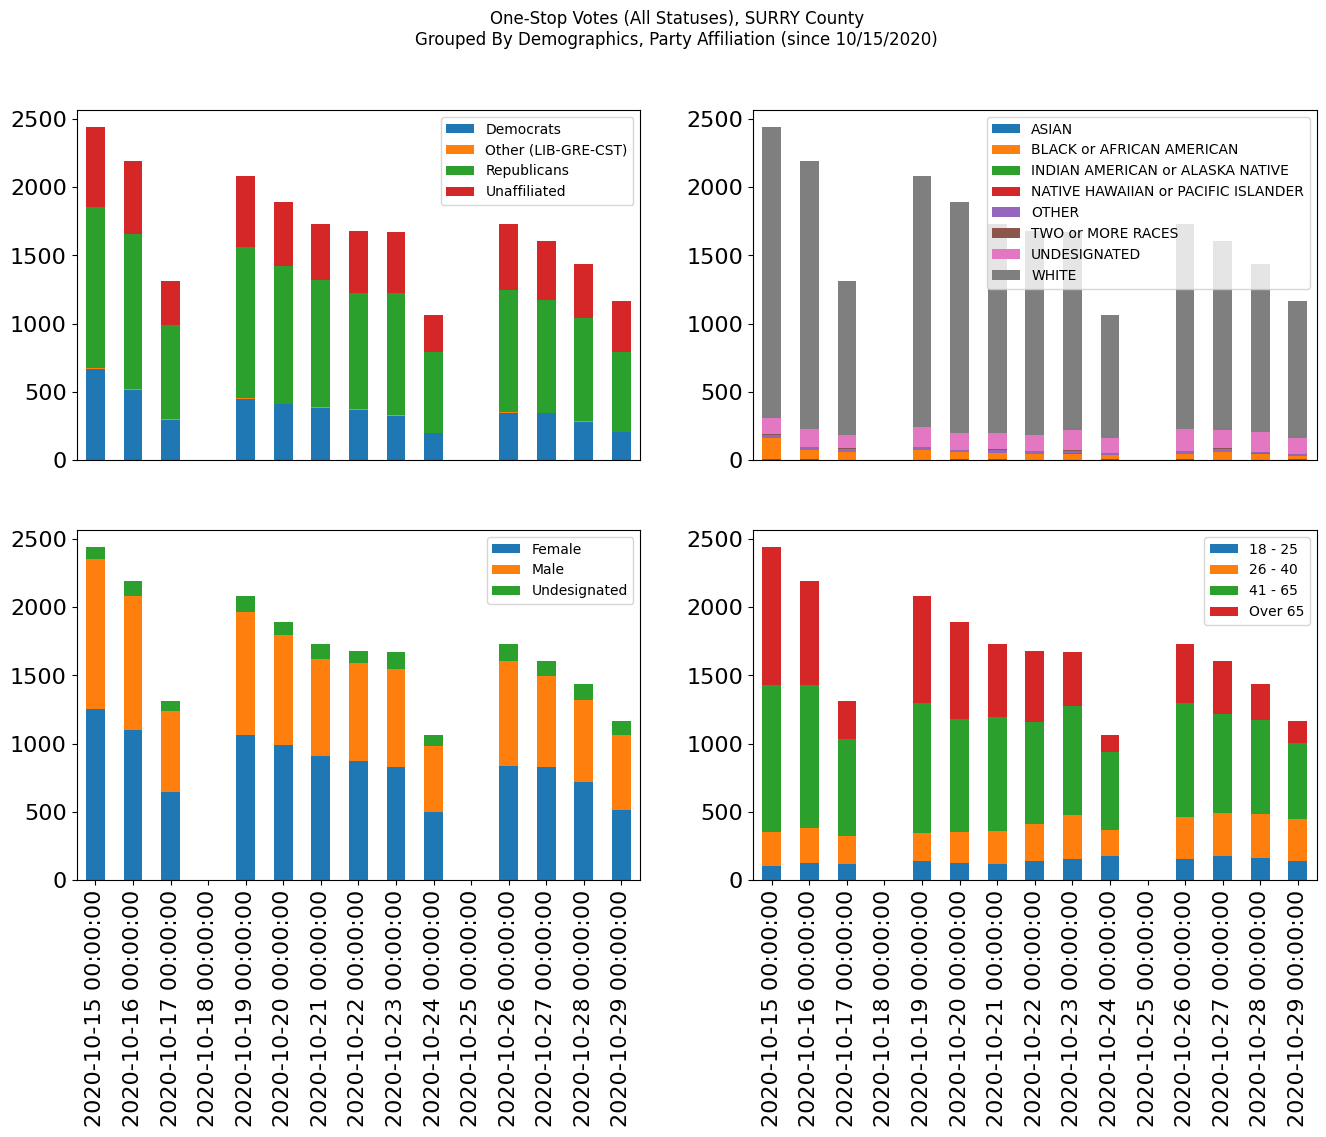 One-Stop Votes (All Statuses), SURRY County
Grouped By Demographics, Party Affiliation (since 10/15/2020)
2500
2000
1500
1000
500
0
Democrats
Other (LIB-GRE-CST)
Republicans
Unaffiliated
2500
2000
1500
1000
500
0
ASIAN
BLACK or AFRICAN AMERICAN
INDIAN AMERICAN or ALASKA NATIVE
NATIVE HAWAIIAN or PACIFIC ISLANDER
OTHER
TWO or MORE RACES
UNDESIGNATED
WHITE
2500
2000
1500
1000
500
0
Female
Male
Undesignated
2020-10-15 00:00:00
2020-10-16 00:00:00
2020-10-17 00:00:00
2020-10-18 00:00:00
2020-10-19 00:00:00
2020-10-20 00:00:00
2020-10-21 00:00:00
2020-10-22 00:00:00
2020-10-23 00:00:00
2020-10-24 00:00:00
2020-10-25 00:00:00
2020-10-26 00:00:00
2020-10-27 00:00:00
2020-10-28 00:00:00
2020-10-29 00:00:00
2500
2000
1500
1000
500
0
18 - 25
26 - 40
41 - 65
Over 65
2020-10-15 00:00:00
2020-10-16 00:00:00
2020-10-17 00:00:00
2020-10-18 00:00:00
2020-10-19 00:00:00
2020-10-20 00:00:00
2020-10-21 00:00:00
2020-10-22 00:00:00
2020-10-23 00:00:00
2020-10-24 00:00:00
2020-10-25 00:00:00
2020-10-26 00:00:00
2020-10-27 00:00:00
2020-10-28 00:00:00
2020-10-29 00:00:00